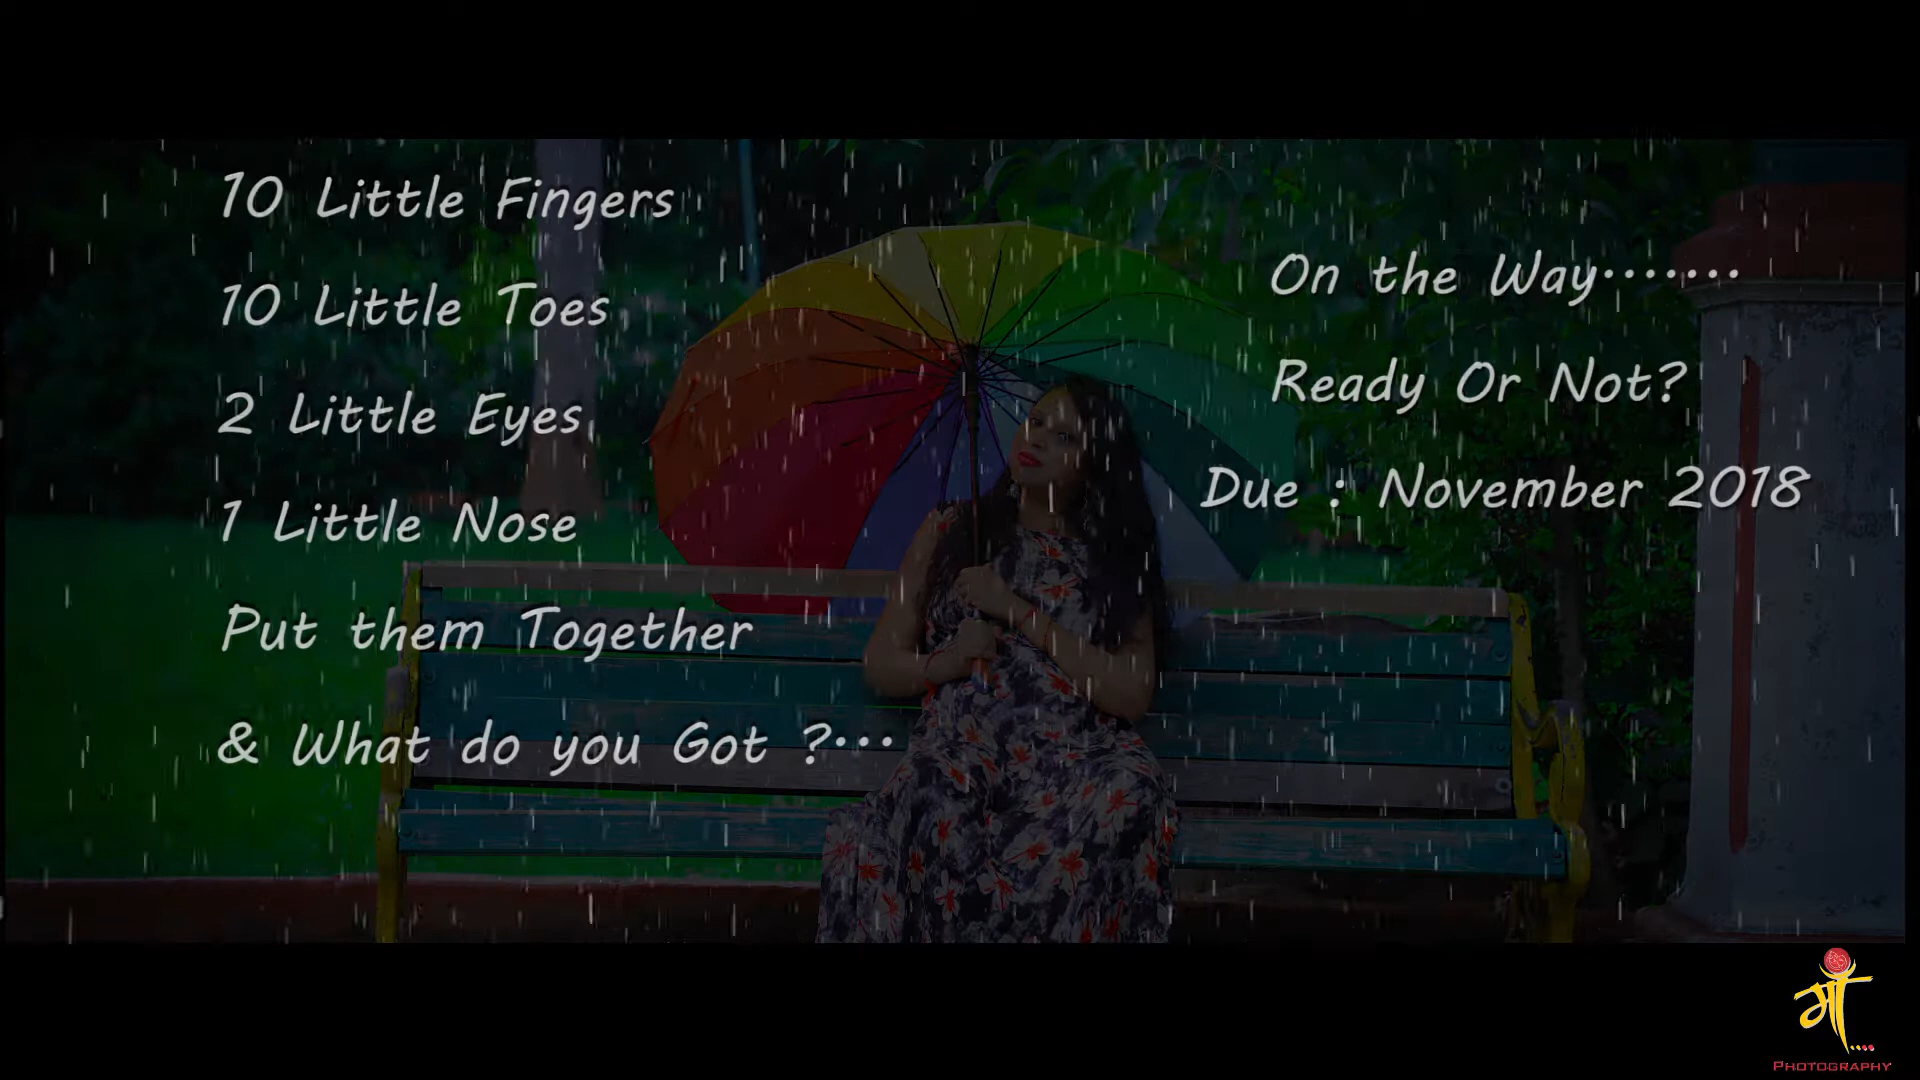 10 Little Fingers
10 Little Toes
2 Little Eyes
1 Little Nose
Put them Together
& What do you Got ?...
On the Way.......
Ready Or Not?
Due : November 2018
माँ....
PHOTOGRAPHY